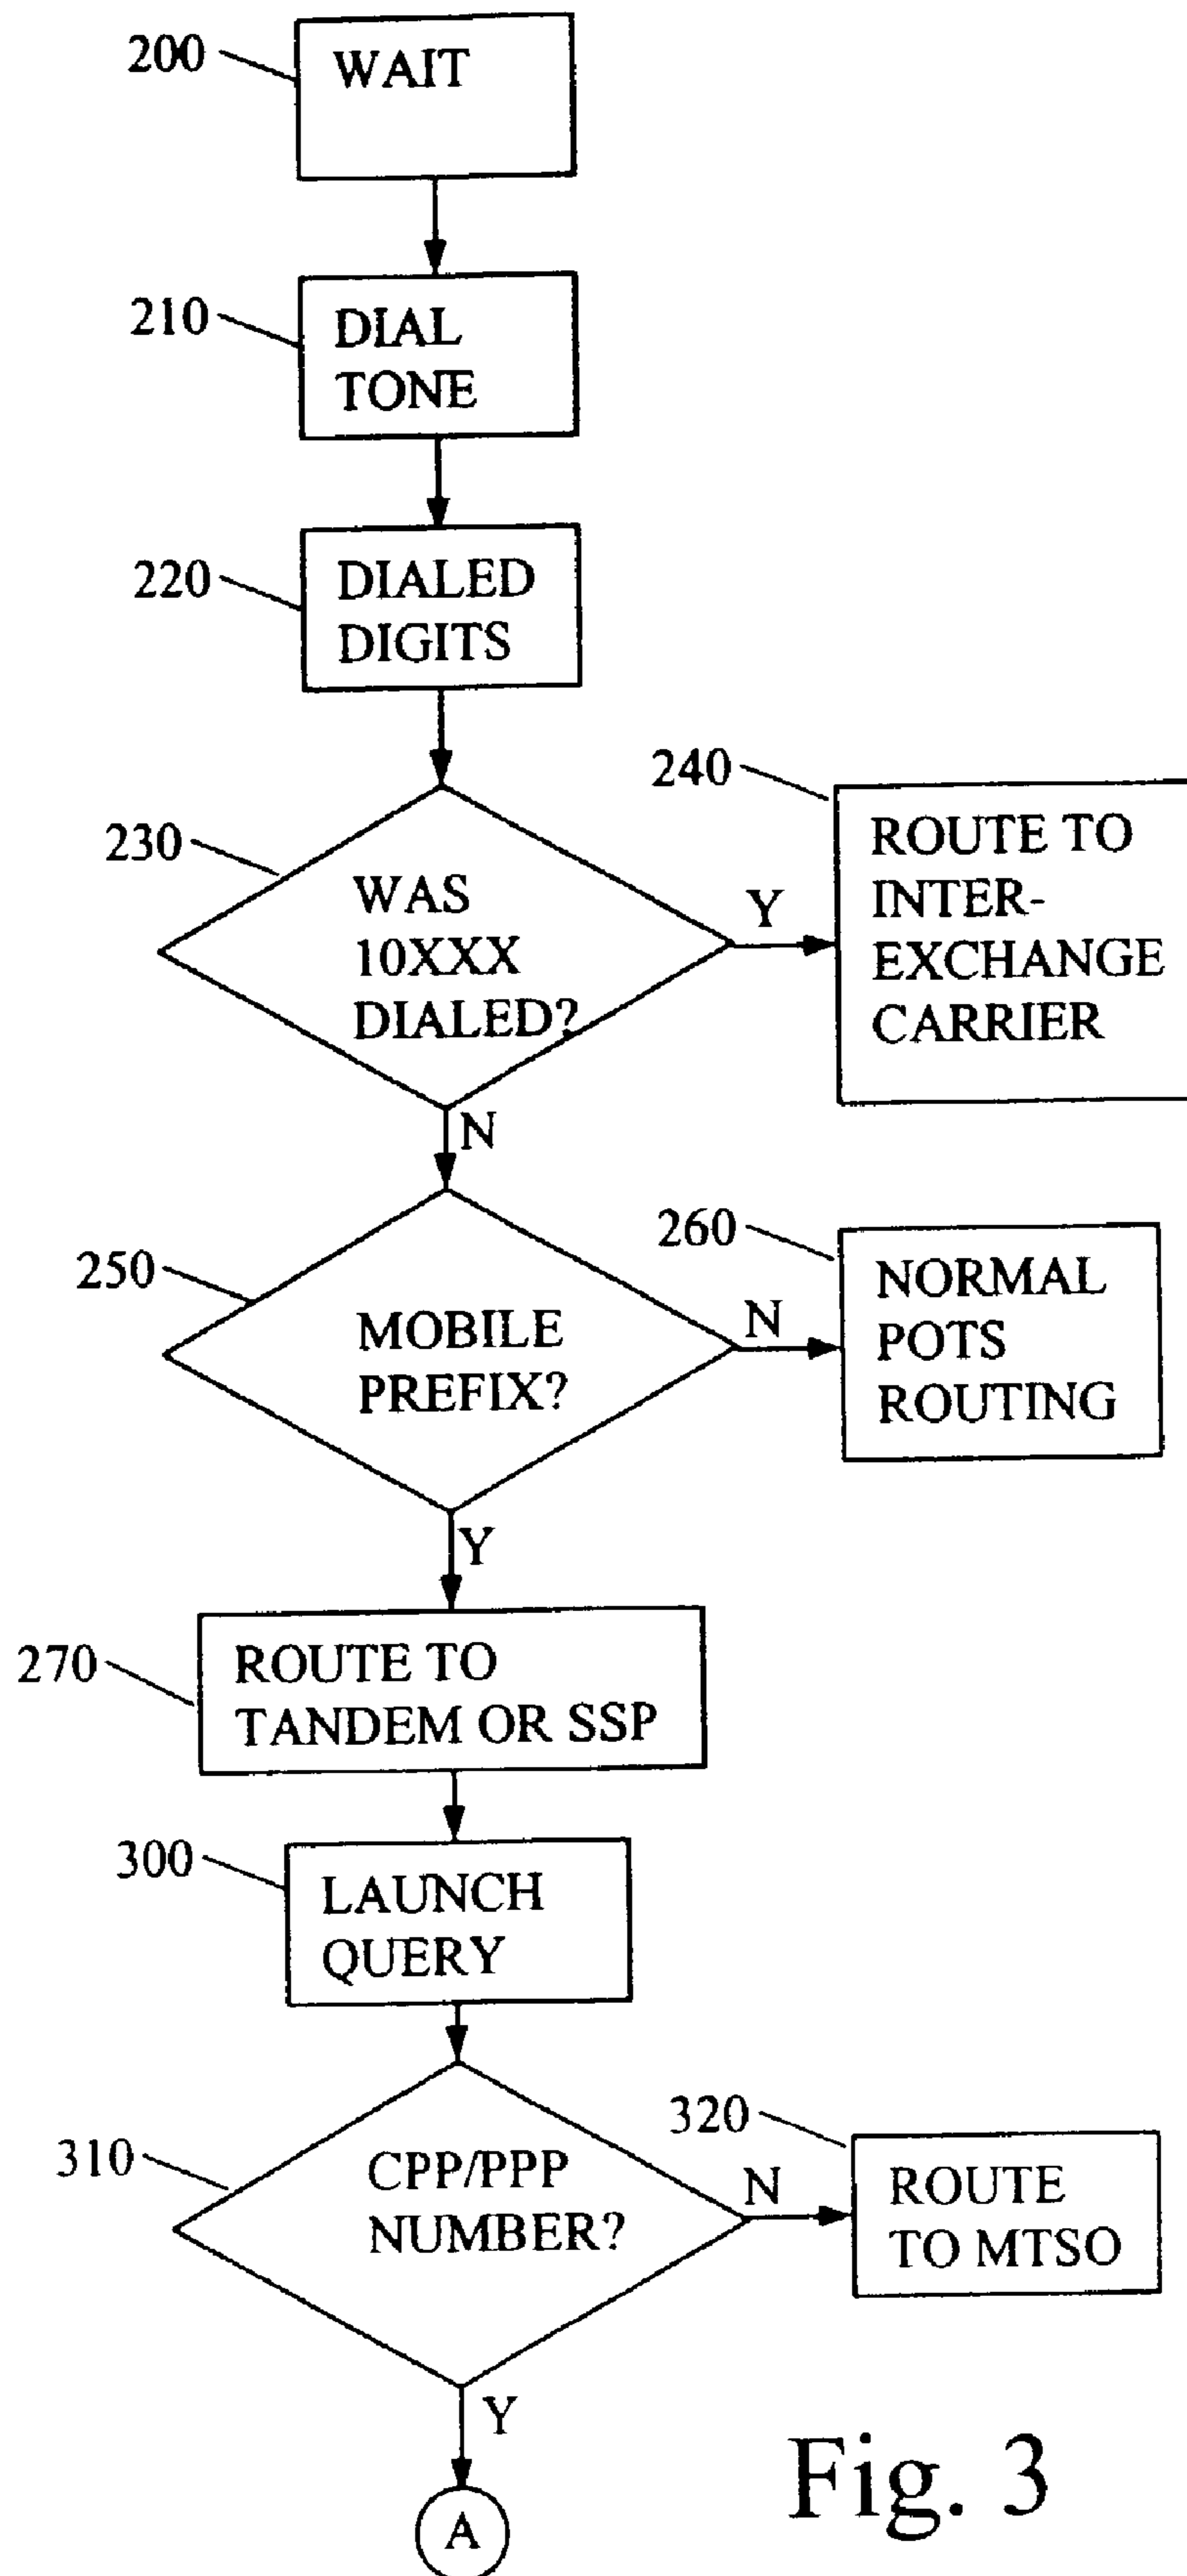 200
WAIT
210
DIAL
TONE
220
DIALED
DIGITS
230
WAS
10XXX
DIALED?
Y
240
ROUTE TO
INTER-
EXCHANGE
CARRIER
N
250
MOBILE
PREFIX?
N
260
NORMAL
POTS
ROUTING
Y
270
ROUTE TO
TANDEM OR SSP
300
LAUNCH
QUERY
310
CPP/PPP
NUMBER?
N
320
ROUTE
TO MTSO
Y
A
Fig. 3